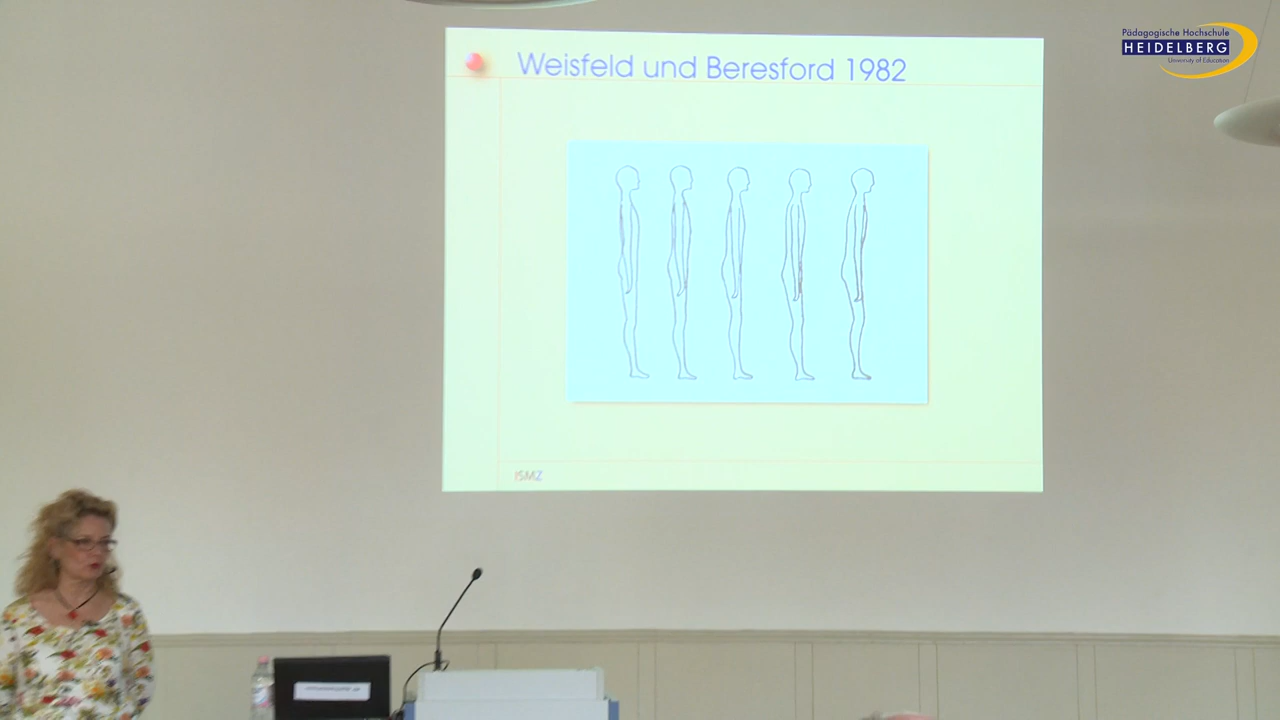 Weisfeld und Beresford 1982
ISMZ
Pädagogische Hochschule
HEIDELBERG
University of Education